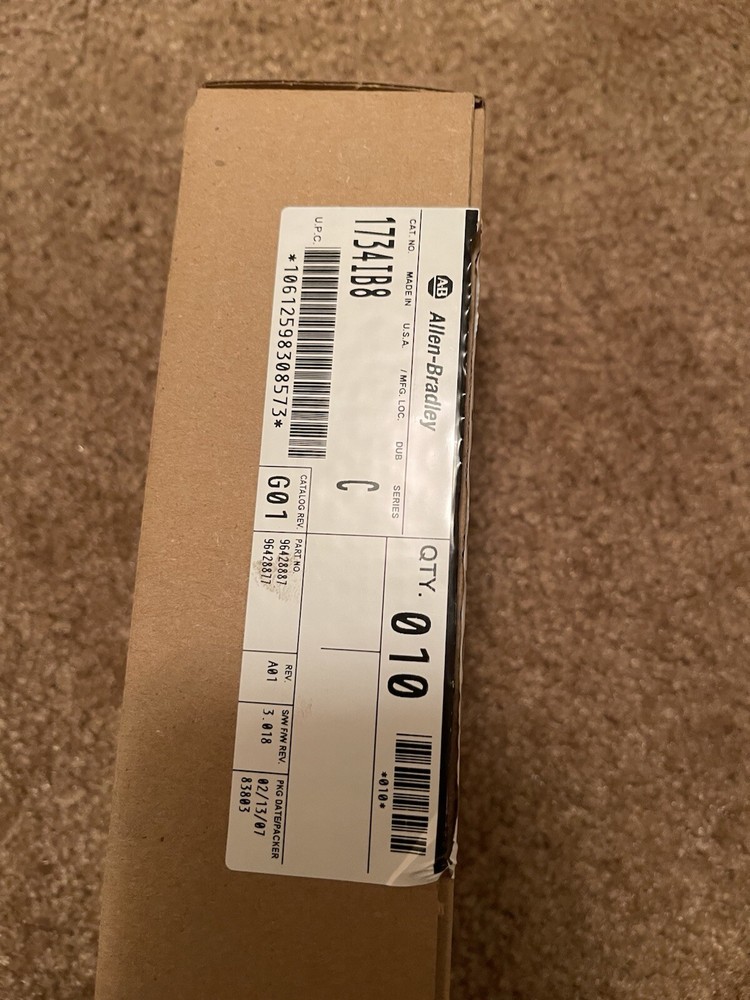 AB Allen-Bradley
QTY. 010
*010*
CAT. NO. MADE IN U.S.A. / MFG. LOC. DUB SERIES
1734IB8 C
U.P.C.
*10612598308573*
CATALOG REV.
G01
PART NO.
96428887
96428877
REV.
A01
S/W F/W REV.
3.018
PKG DATE/PACKER
02/13/07
83803